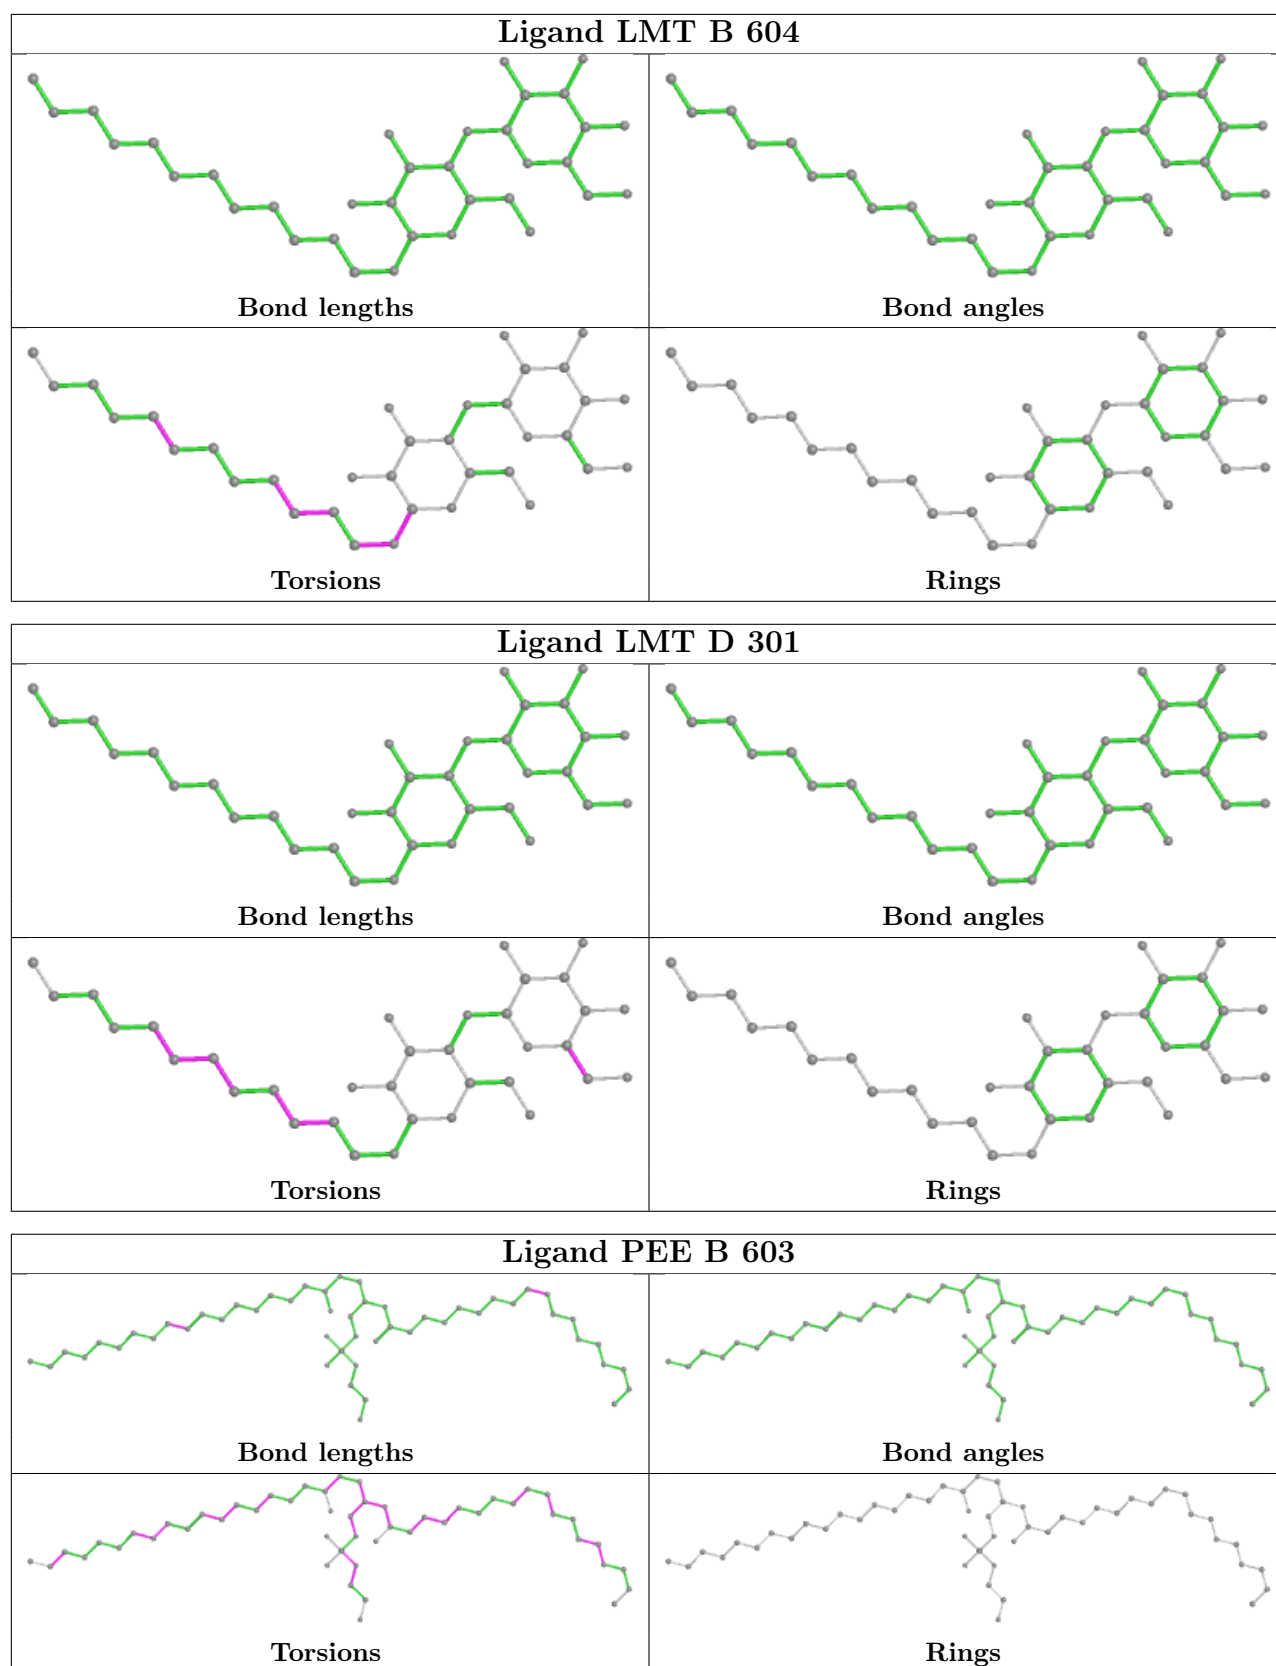 Ligand LMT B 604
Bond lengths
Bond angles
Torsions
Rings
Ligand LMT D 301
Bond lengths
Bond angles
Torsions
Rings
Ligand PEE B 603
Bond lengths
Bond angles
Torsions
Rings